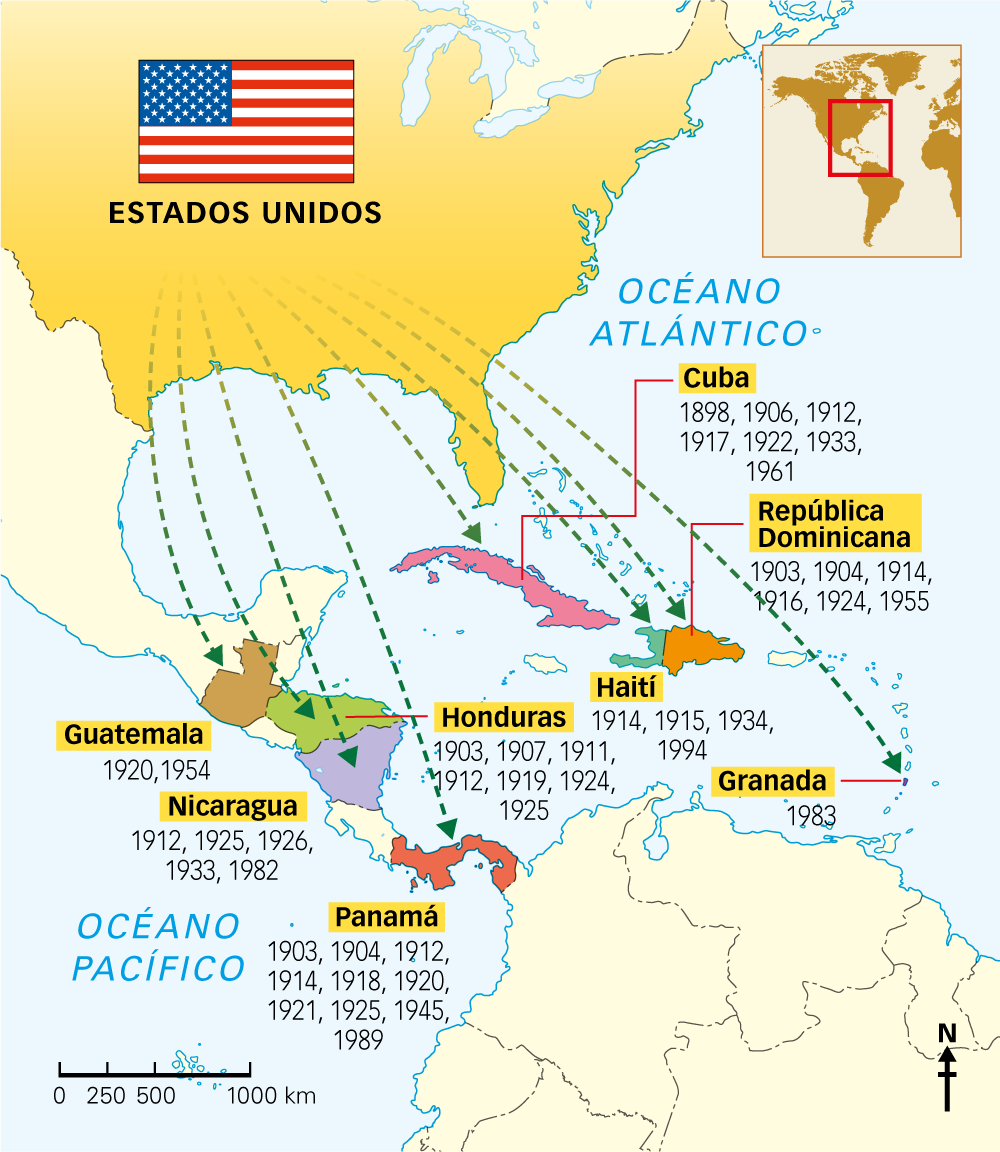 ESTADOS UNIDOS
OCÉANO
ATLÁNTICO
Cuba
1898, 1906, 1912,
1917, 1922, 1933,
1961
República
Dominicana
1903, 1904, 1914,
1916, 1924, 1955
Haití
1914, 1915, 1934,
1994
Honduras
1903, 1907, 1911,
1912, 1919, 1924,
1925
Guatemala
1920,1954
Granada
1983
Nicaragua
1912, 1925, 1926,
1933, 1982
Panamá
1903, 1904, 1912,
1914, 1918, 1920,
1921, 1925, 1945,
1989
OCÉANO
PACÍFICO
N
0 250 500 1000 km